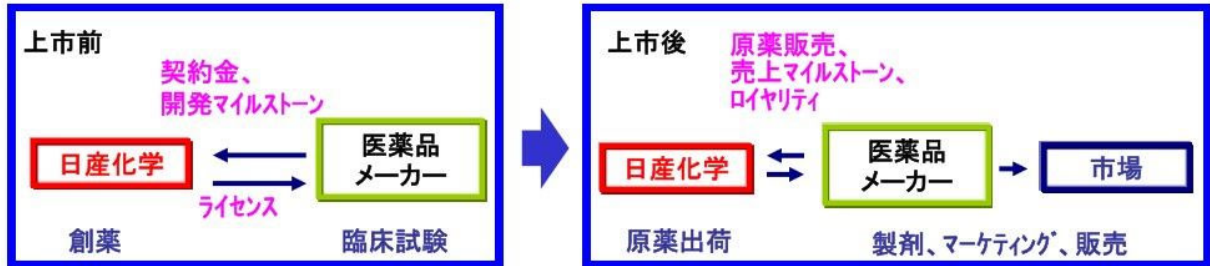 上市前
契約金、
開発マイルストーン
日産化学
医薬品
メーカー
ライセンス
創薬
臨床試験
上市後
原薬販売、
売上マイルストーン、
ロイヤリティ
日産化学
医薬品
メーカー
市場
原薬出荷
製剤、マーケティング、販売